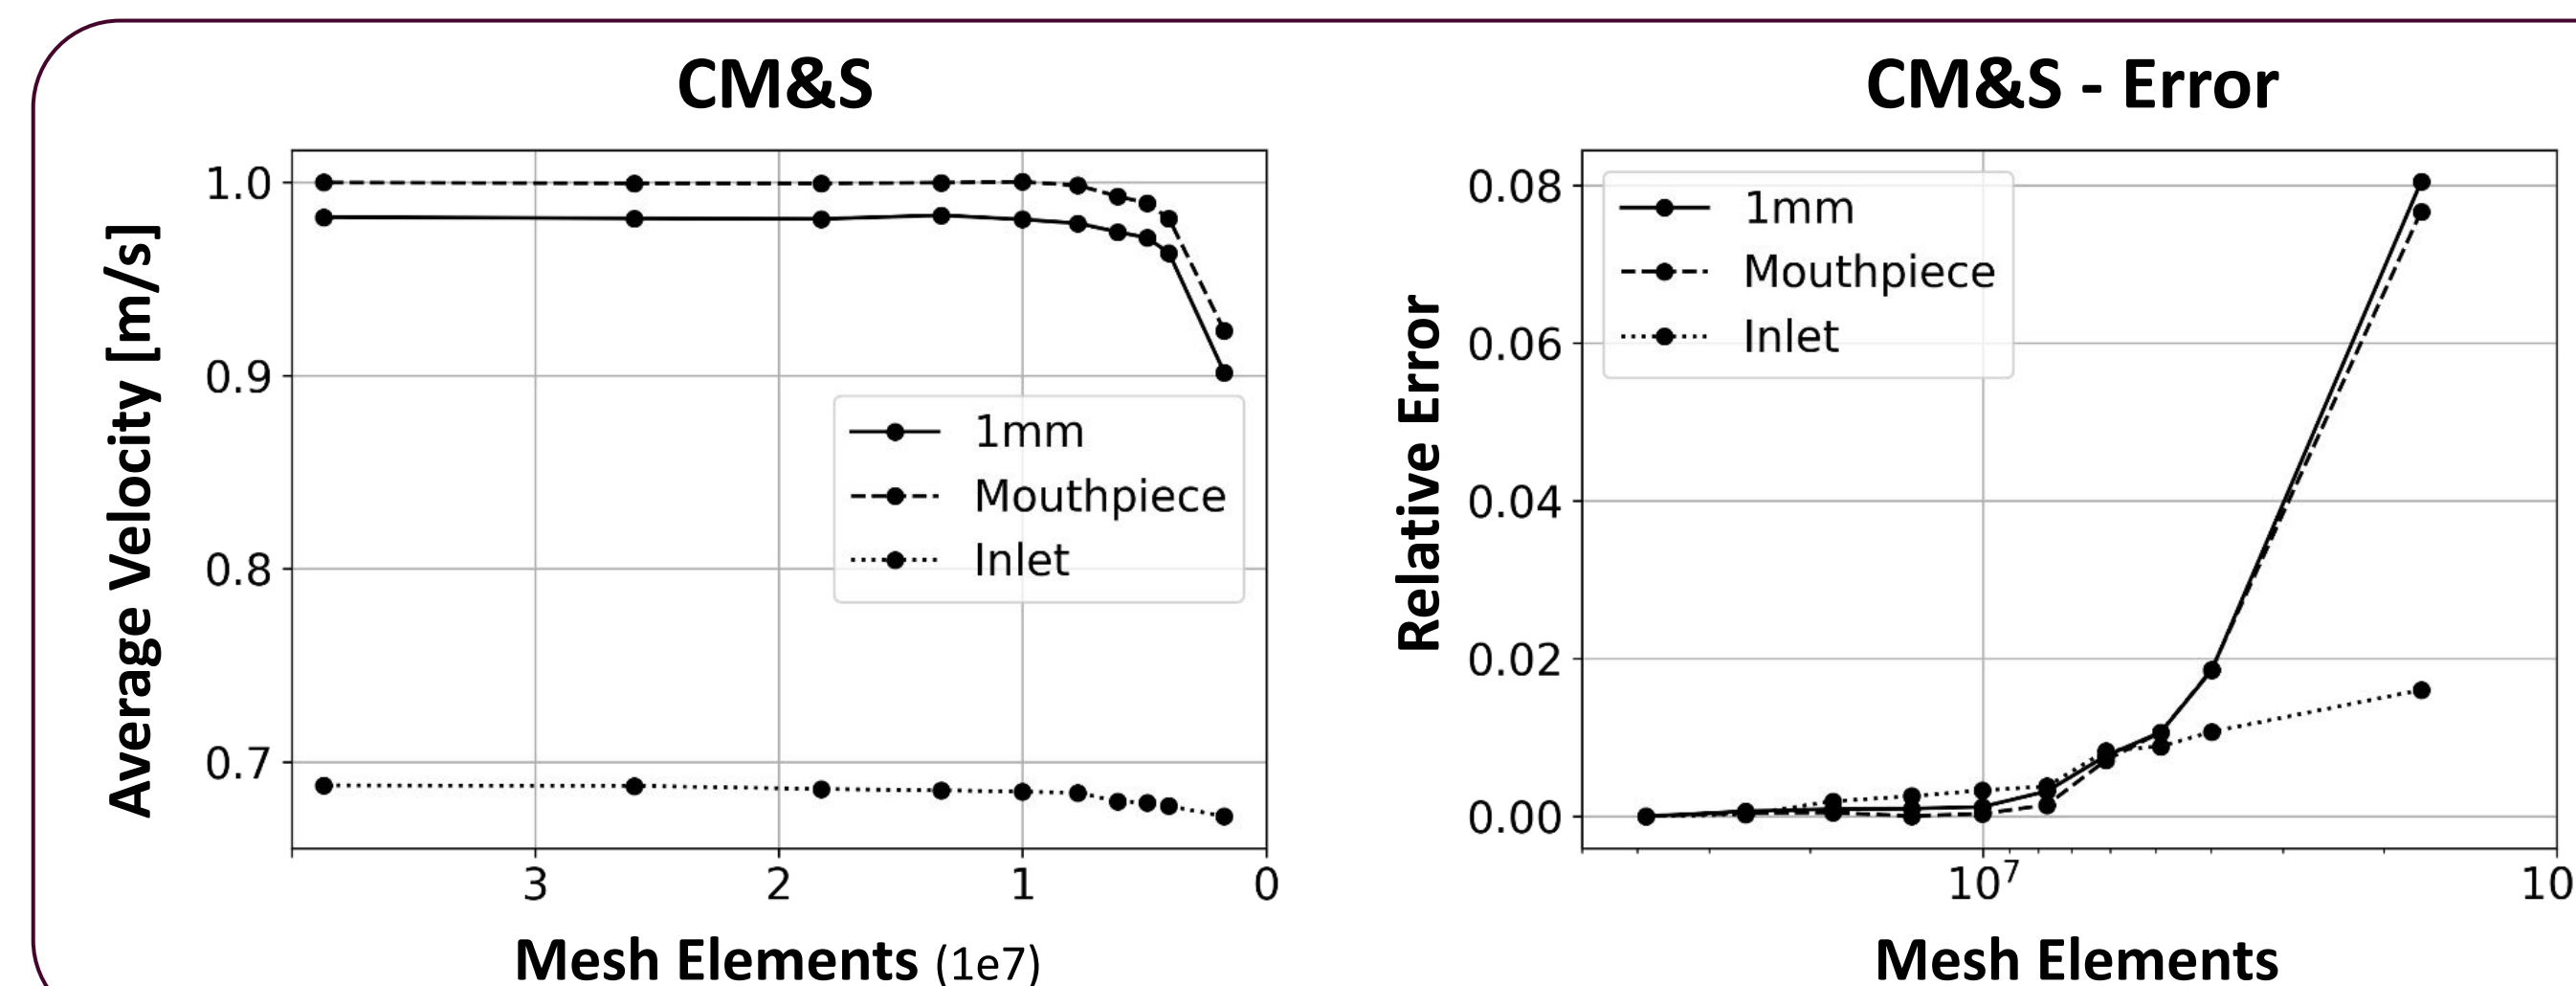 CM&S
Average Velocity [m/s]
1.0
0.9
0.8
0.7
1mm
Mouthpiece
Inlet
3 2 1 0
Mesh Elements (1e7)
CM&S - Error
Relative Error
0.08
0.06
0.04
0.02
0.00
1mm
Mouthpiece
Inlet
10⁷ 10
Mesh Elements